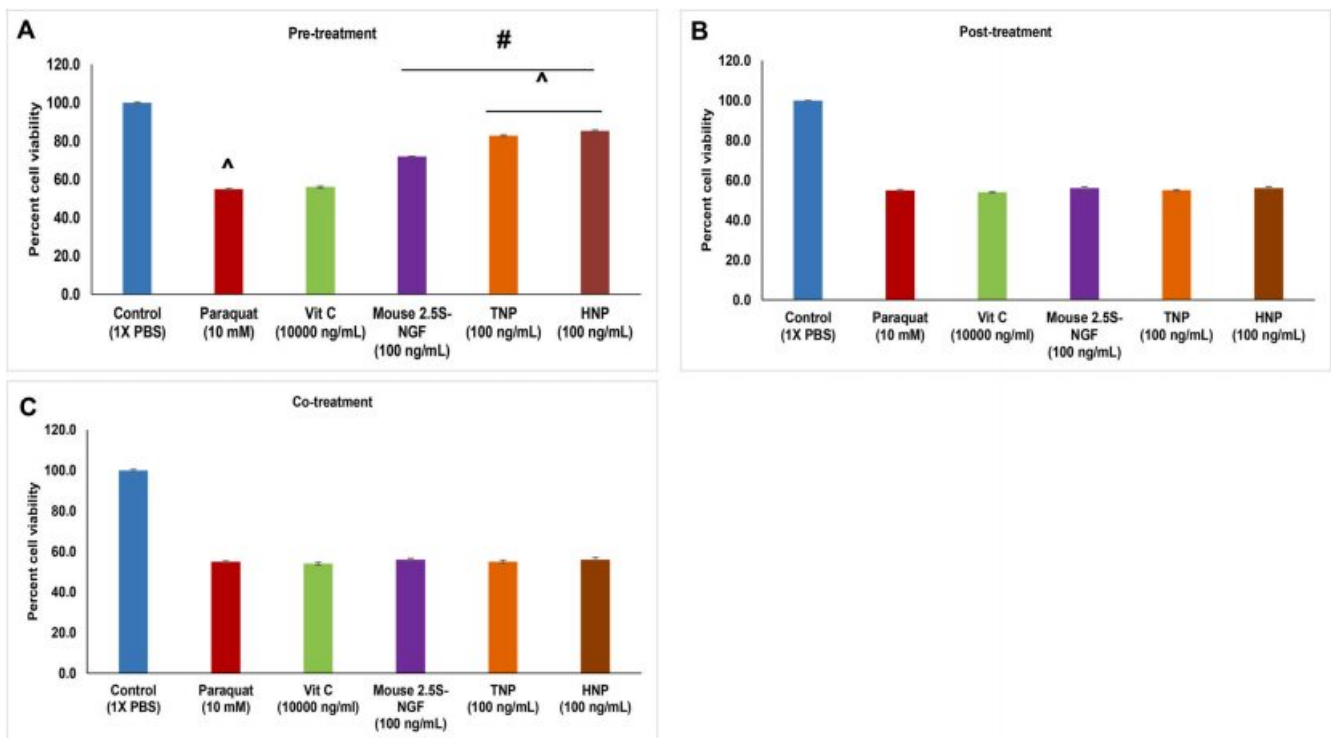 A
Pre-treatment
#
^
^
Percent cell viability
120.0
100.0
80.0
60.0
40.0
20.0
0.0
Control
(1X PBS)
Paraquat
(10 mM)
Vit C
(10000 ng/mL)
Mouse 2.5S-
NGF
(100 ng/mL)
TNP
(100 ng/mL)
HNP
(100 ng/mL)
B
Post-treatment
Percent cell viability
120.0
100.0
80.0
60.0
40.0
20.0
0.0
Control
(1X PBS)
Paraquat
(10 mM)
Vit C
(10000 ng/ml)
Mouse 2.5S-
NGF
(100 ng/mL)
TNP
(100 ng/mL)
HNP
(100 ng/mL)
C
Co-treatment
Percent cell viability
120.0
100.0
80.0
60.0
40.0
20.0
0.0
Control
(1X PBS)
Paraquat
(10 mM)
Vit C
(10000 ng/ml)
Mouse 2.5S-
NGF
(100 ng/mL)
TNP
(100 ng/mL)
HNP
(100 ng/mL)